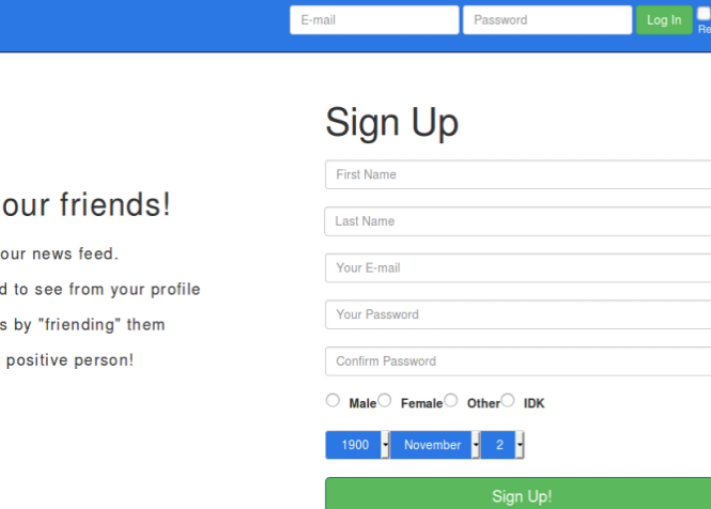 E-mail Password Log In
Re
Sign Up
First Name
our friends!
Last Name
our news feed.
Your E-mail
d to see from your profile
Your Password
s by "friending" them
positive person!
Confirm Password
Male Female Other IDK
1900 November 2
Sign Up!